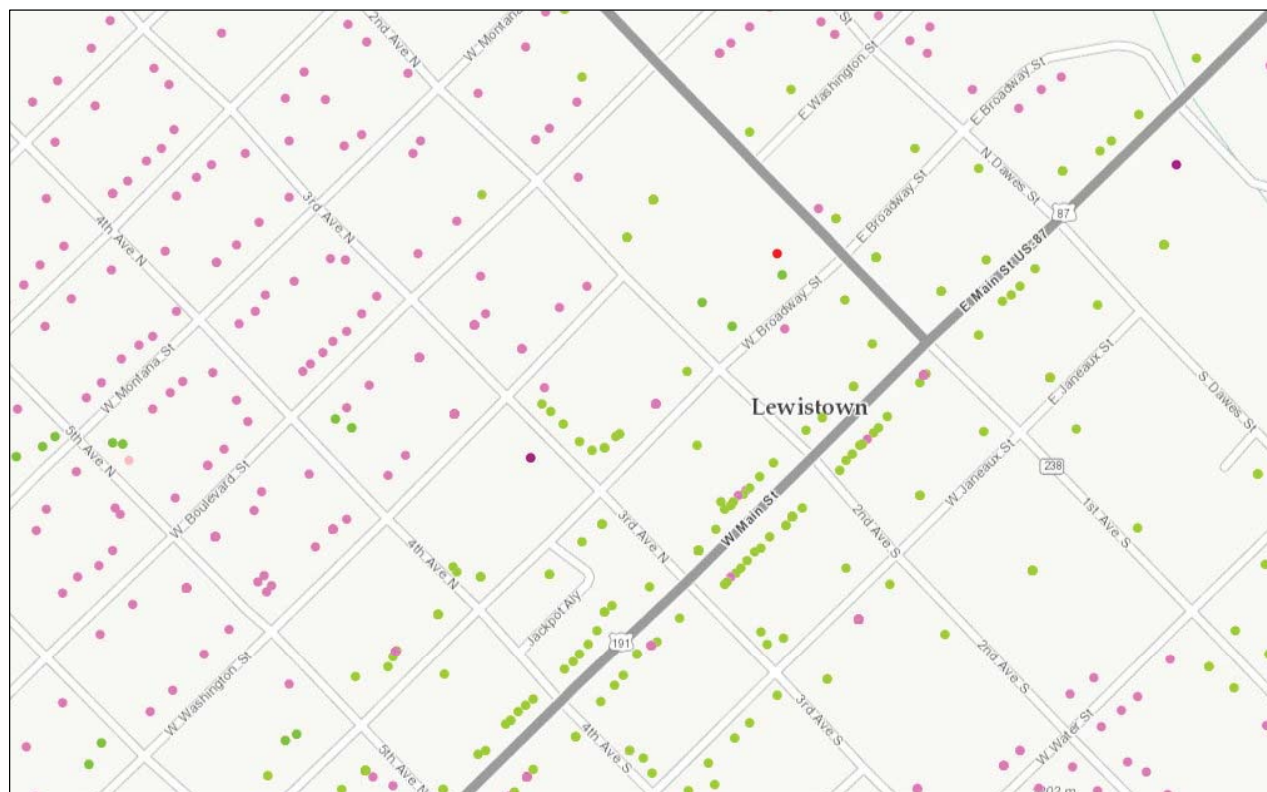 2nd Ave N
W Montana
St
E Washington St
E Broadway St
N Dawes St
3rd Ave N
4th Ave N
E Broadway St
87
E Main St US-87
W Broadway St
W Montana St
E Janeaux St
S Dawes St
Lewistown
5th Ave N
W Boulevard St
238
W Janeaux St
W Main St
3rd Ave N
2nd Ave S
1st Ave S
4th Ave N
Jackpot Aly
191
W Washington St
2nd Ave S
3rd Ave S
W Water St
4th Ave S
5th Ave N